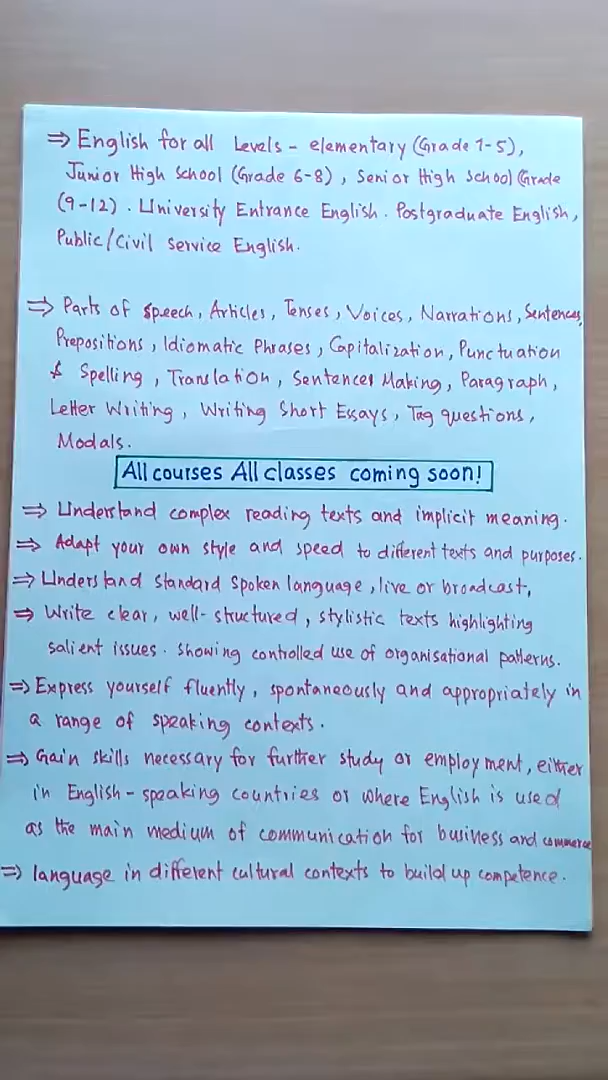 ⇒ English for all Levels - elementary (Grade 1-5),
Junior High School (Grade 6-8), Senior High School (Grade
(9-12). University Entrance English. Postgraduate English,
Public/Civil Service English.
⇒ Parts of Speech, Articles, Tenses, Voices, Narrations, Sentences,
Prepositions, Idiomatic Phrases, Capitalization, Punctuation
& Spelling, Translation, Sentences Making, Paragraph,
Letter Writing, Writing Short Essays, Tag questions,
Modals.
All courses All classes coming soon!
⇒ Understand complex reading texts and implicit meaning.
⇒ Adapt your own style and speed to different texts and purposes.
⇒ Understand standard spoken language, live or broadcast,
⇒ Write clear, well-structured, stylistic texts highlighting
salient issues. showing controlled use of organisational patterns.
⇒ Express yourself fluently, spontaneously and appropriately in
a range of speaking contexts.
⇒ Gain skills necessary for further study or employment, either
in English-speaking countries or where English is used
as the main medium of communication for business and commerce
⇒ language in different cultural contexts to build up competence.